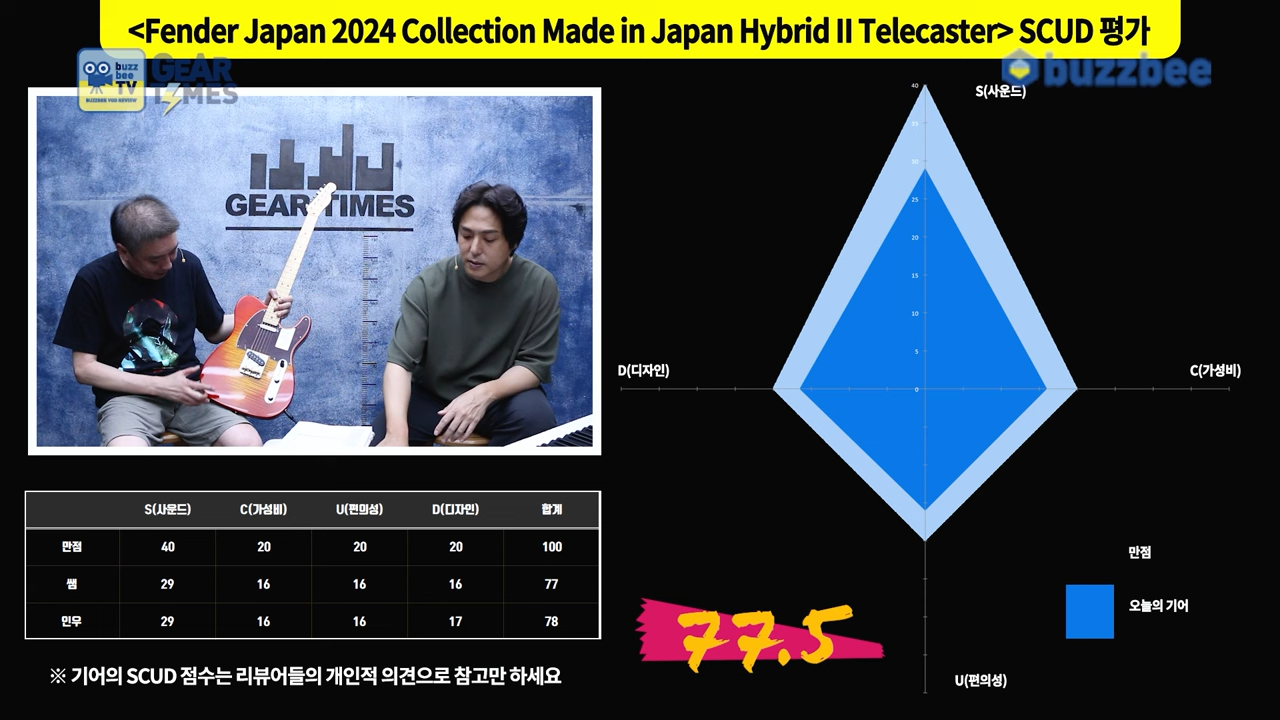 <Fender Japan 2024 Collection Made in Japan Hybrid II Telecaster> SCUD 평가
buzz
bee
TV
BUZZBEE YOU REVIEW
GEAR
TIMES
buzzbee
GEAR TIMES
S(사운드)
40
35
30
25
20
15
10
5
0
D(디자인)
C(가성비)
U(편의성)
만점
오늘의 기어
S(사운드) C(가성비) U(편의성) D(디자인) 합계
만점 40 20 20 20 100
쌤 29 16 16 16 77
민우 29 16 16 17 78
77.5
※ 기어의 SCUD 점수는 리뷰어들의 개인적 의견으로 참고만 하세요